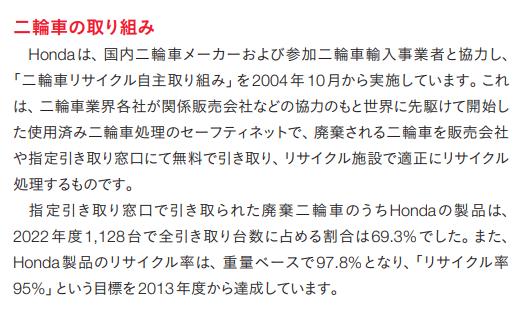 二輪車の取り組み
Hondaは、国内二輪車メーカーおよび参加二輪車輸入事業者と協力し、
「二輪車リサイクル自主取り組み」を2004年10月から実施しています。これ
は、二輪車業界各社が関係販売会社などの協力のもと世界に先駆けて開始し
た使用済み二輪車処理のセーフティネットで、廃棄される二輪車を販売会社
や指定引き取り窓口にて無料で引き取り、リサイクル施設で適正にリサイクル
処理するものです。
指定引き取り窓口で引き取られた廃棄二輪車のうちHondaの製品は、
2022年度1,128台で全引き取り台数に占める割合は69.3%でした。また、
Honda製品のリサイクル率は、重量ベースで97.8%となり、「リサイクル率
95%」という目標を2013年度から達成しています。